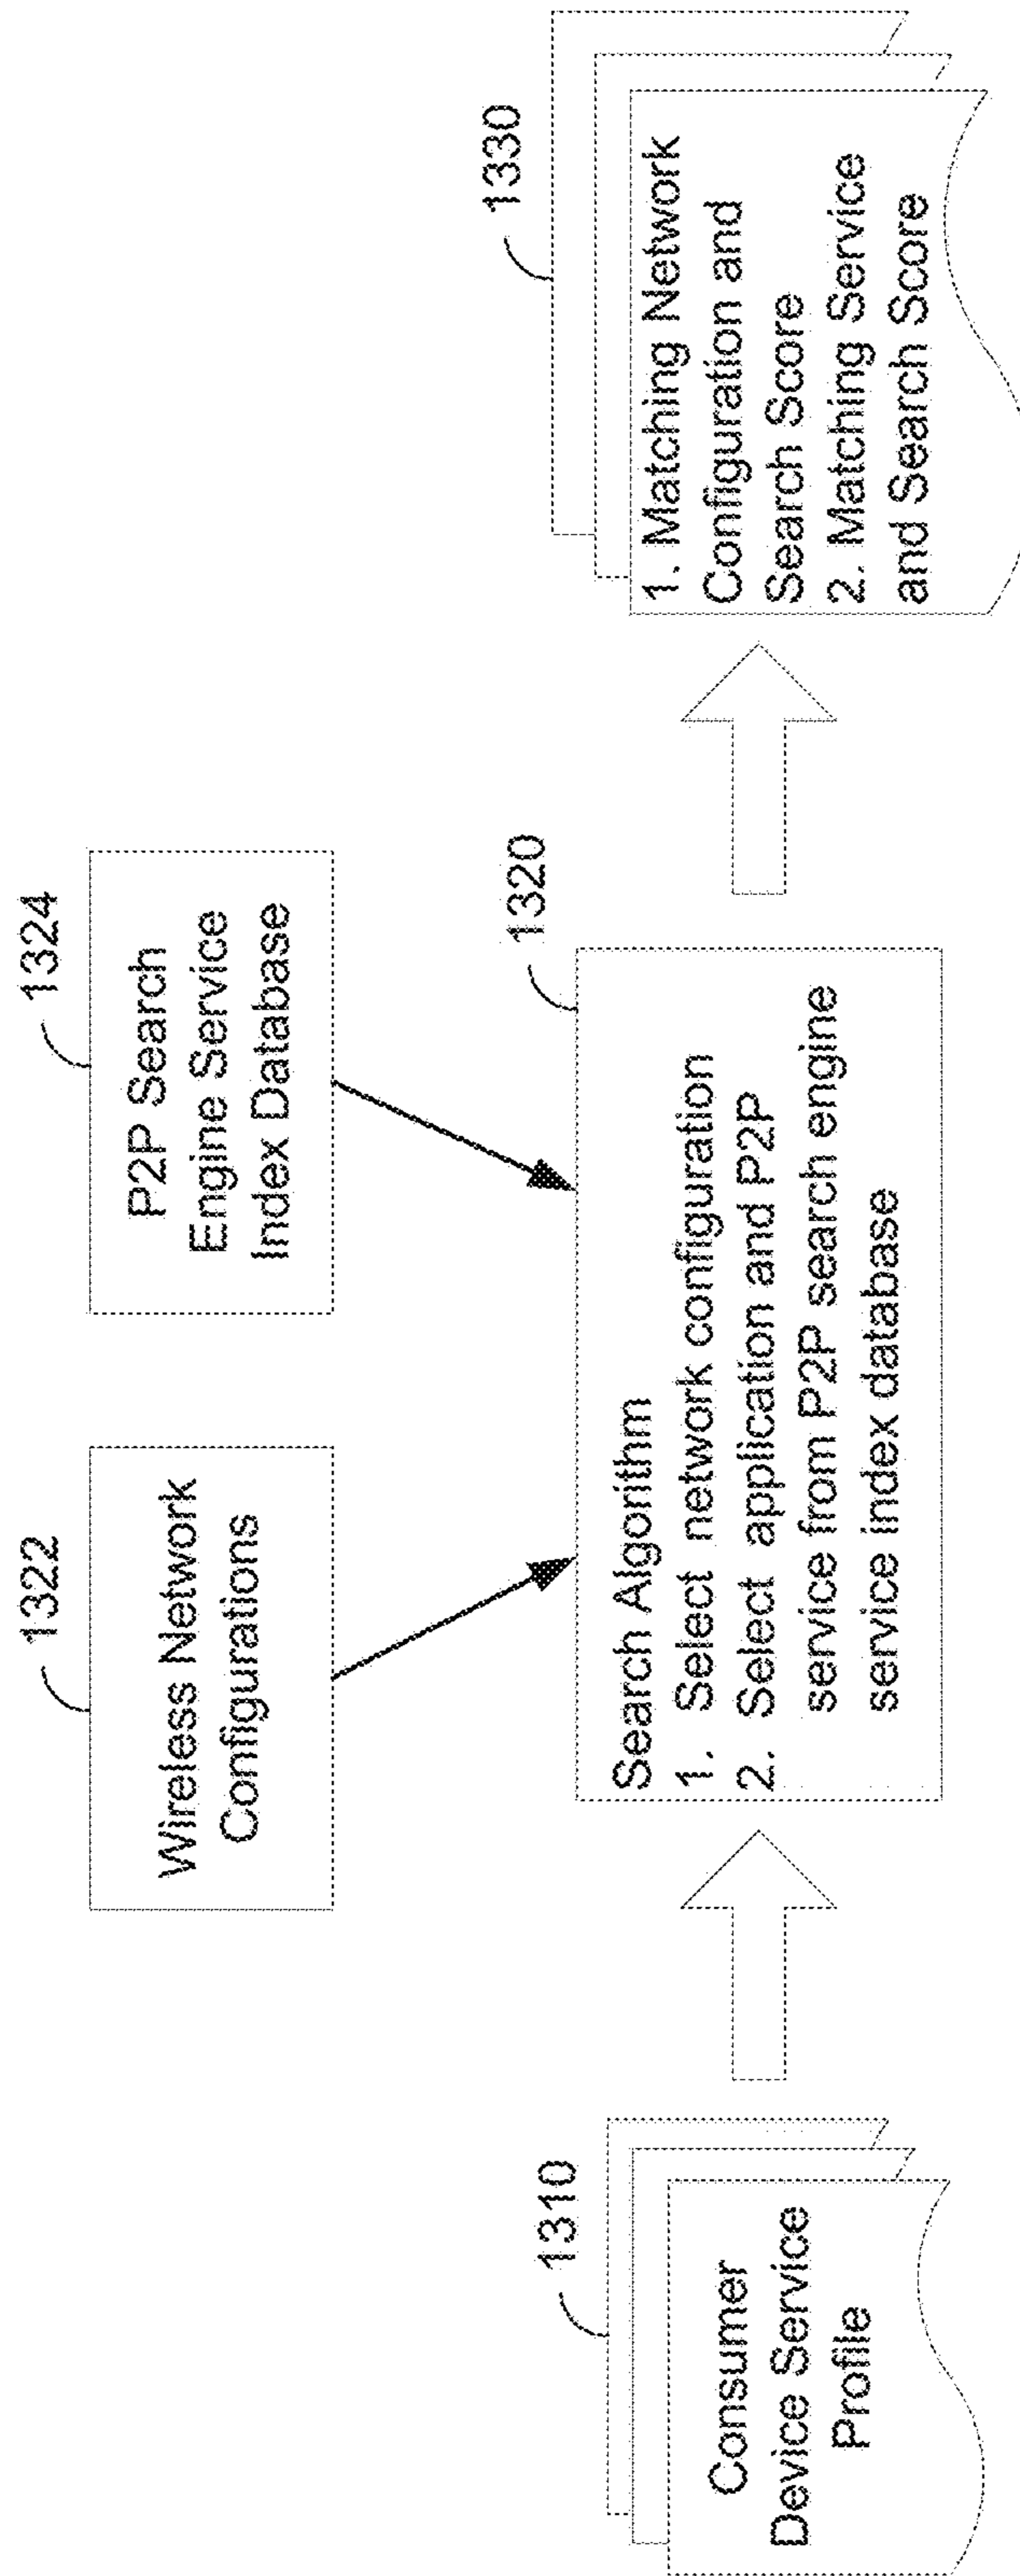 1322
Wireless Network
Configurations
1324
P2P Search
Engine Service
Index Database
1310
Consumer
Device Service
Profile
1320
Search Algorithm
1. Select network configuration
2. Select application and P2P
service from P2P search engine
service index database
1330
1. Matching Network
Configuration and
Search Score
2. Matching Service
and Search Score